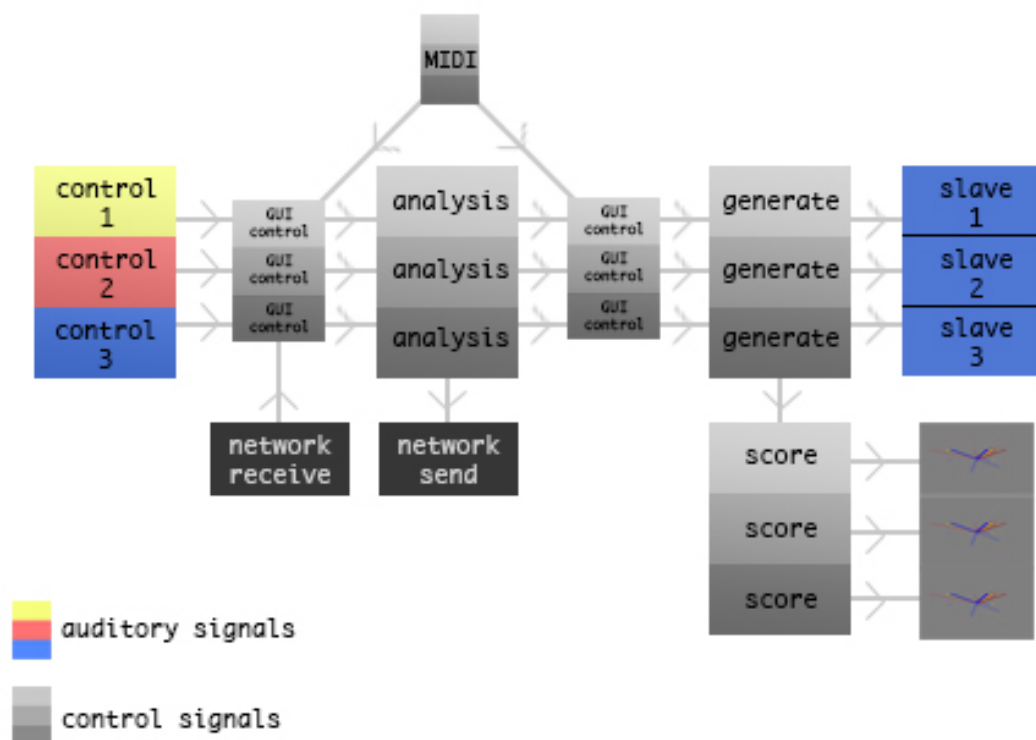 MIDI
control
1
control
2
control
3
GUI
control
GUI
control
GUI
control
analysis
analysis
analysis
GUI
control
GUI
control
GUI
control
generate
generate
generate
slave
1
slave
2
slave
3
network
receive
network
send
score
score
score
auditory signals
control signals